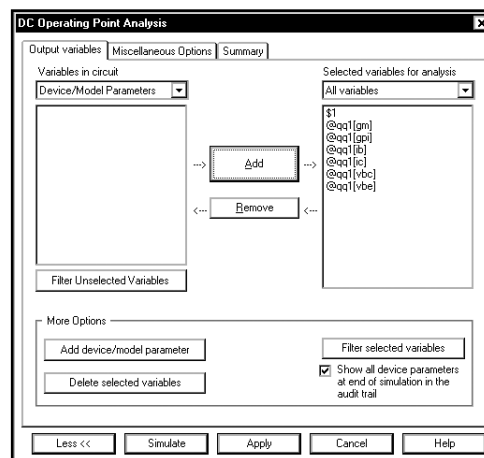 DC Operating Point Analysis
Output variables Miscellaneous Options Summary
Variables in circuit
Device/Model Parameters
Selected variables for analysis
All variables
$1
@qq1[gm]
@qq1[gpi]
@qq1[ib]
@qq1[ic]
@qq1[vbc]
@qq1[vbe]
---> Add --->
<--- Remove <---
Filter Unselected Variables
More Options
Add device/model parameter
Filter selected variables
Delete selected variables
Show all device parameters
at end of simulation in the
audit trail
Less << Simulate Apply Cancel Help